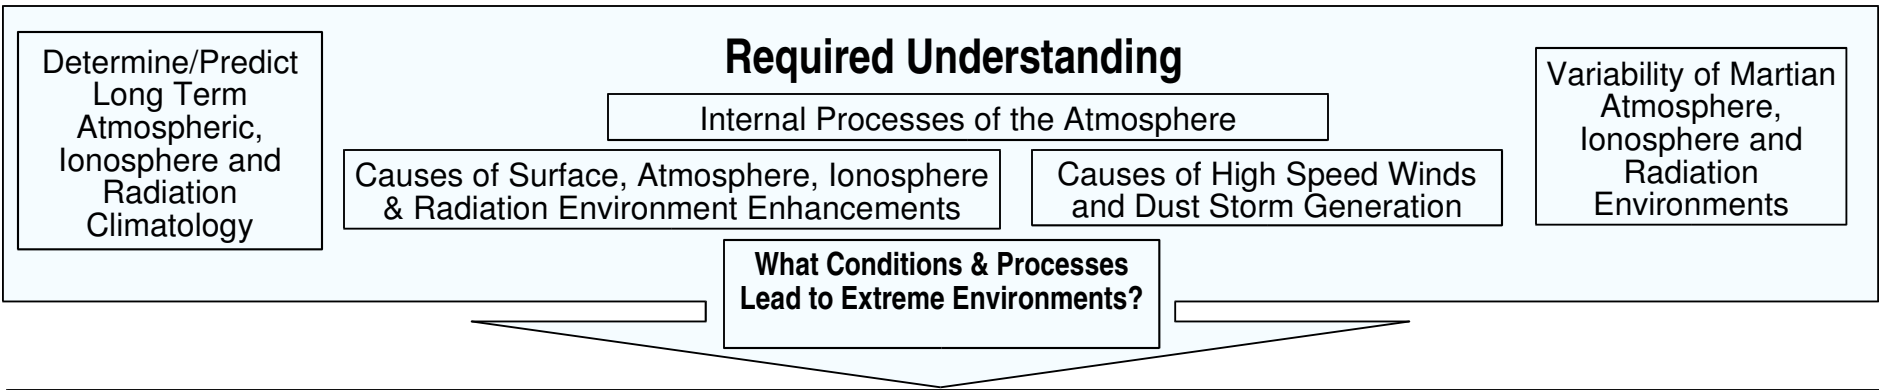 Required Understanding
Determine/Predict
Long Term
Atmospheric,
Ionosphere and
Radiation
Climatology
Internal Processes of the Atmosphere
Causes of Surface, Atmosphere, Ionosphere
& Radiation Environment Enhancements
Causes of High Speed Winds
and Dust Storm Generation
Variability of Martian
Atmosphere,
Ionosphere and
Radiation
Environments
What Conditions & Processes
Lead to Extreme Environments?